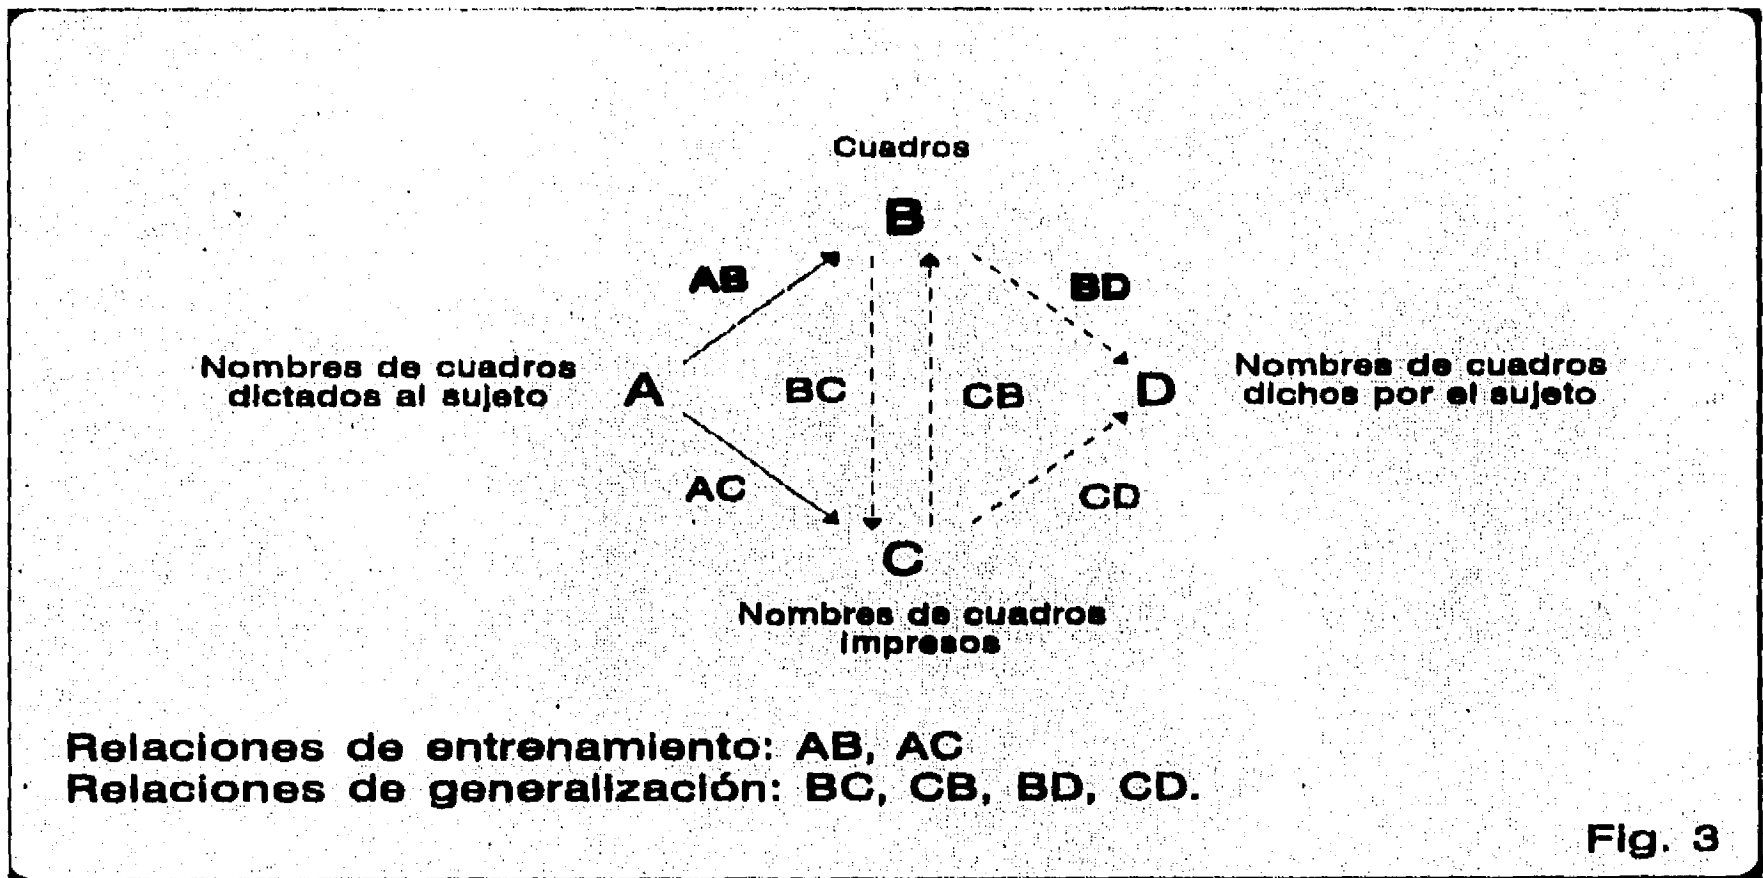 Cuadros
B
AB
BD
Nombres de cuadros
dictados al sujeto
A
BC
CB
D
Nombres de cuadros
dichos por el sujeto
AC
CD
C
Nombres de cuadros
impresos
Relaciones de entrenamiento: AB, AC
Relaciones de generalización: BC, CB, BD, CD.
Fig. 3